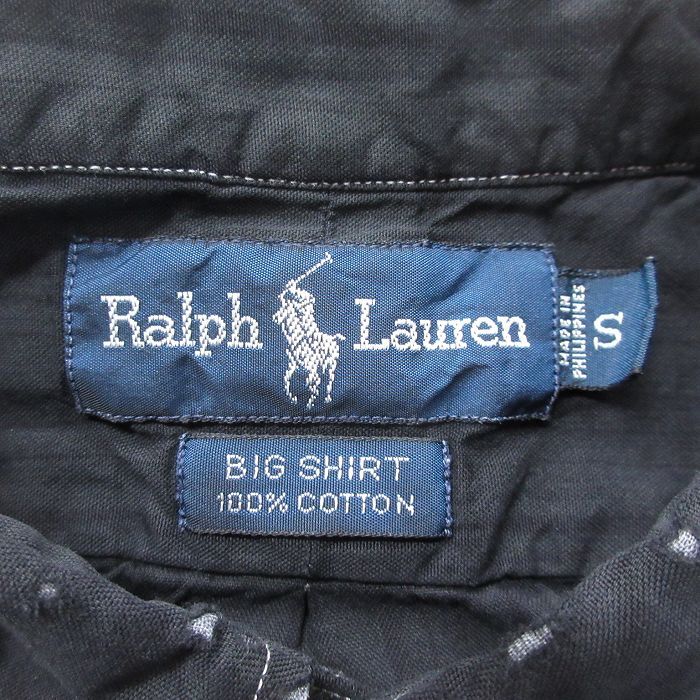 Ralph Lauren
MADE IN
PHILIPPINES
S
BIG SHIRT
100% COTTON